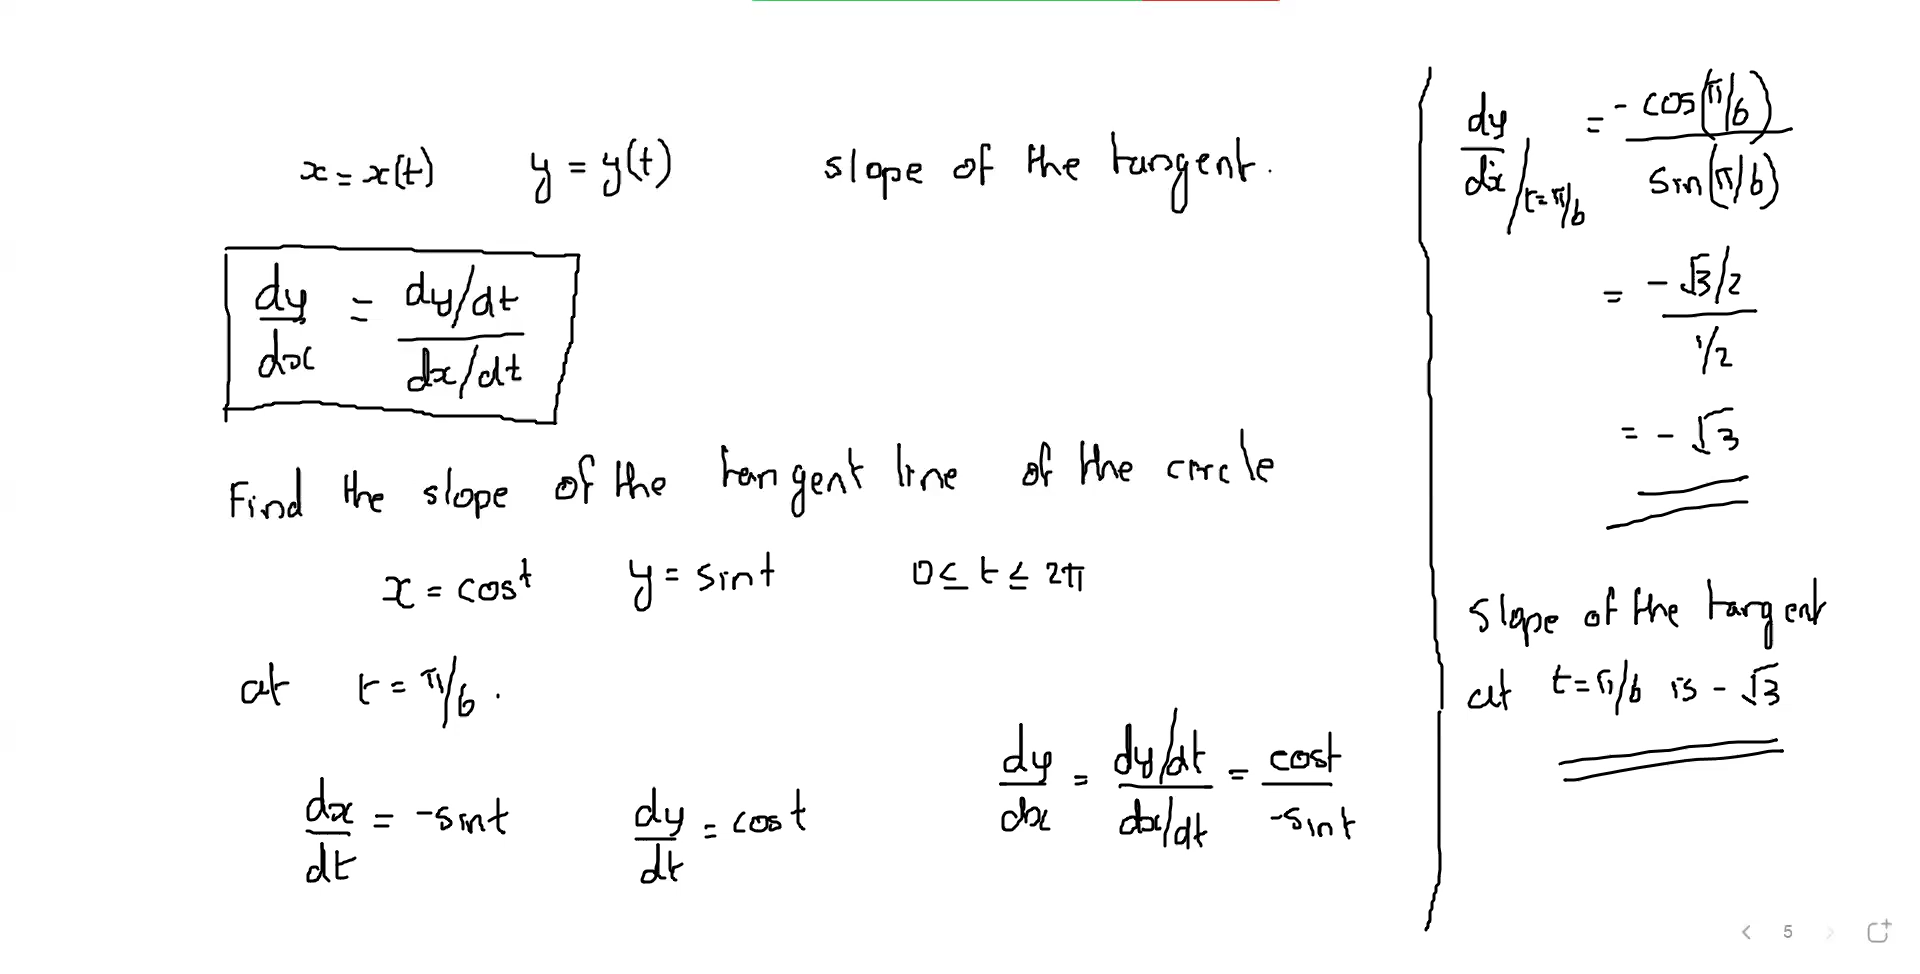 x = x(t) y = y(t) slope of the tangent.
dy/dx = (dy/dt)/(dx/dt)
Find the slope of the tangent line of the circle
x = cost y = sint 0 ≤ t ≤ 2π
at t = π/6.
dx/dt = -sint dy/dt = cost dy/dx = (dy/dt)/(dx/dt) = cost/-sint
dy/dx /t=π/6 = -cos(π/6)/sin(π/6)
= (-√3/2)/(1/2)
= -√3
slope of the tangent
at t=π/6 is -√3
5